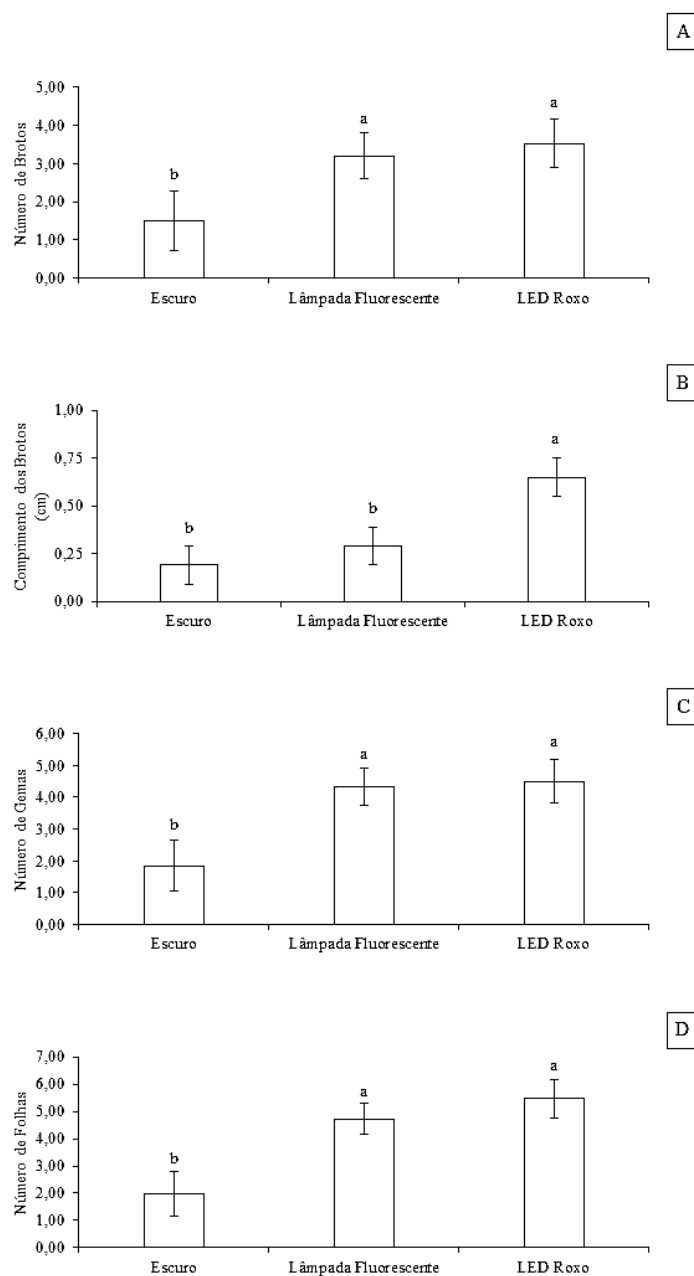 A
Número de Brotos
5,00
4,00
3,00
2,00
1,00
0,00
b
a
a
Escuro
Lâmpada Fluorescente
LED Roxo
B
Comprimento dos Brotos
(cm)
1,00
0,75
0,50
0,25
0,00
b
b
a
Escuro
Lâmpada Fluorescente
LED Roxo
C
Número de Gemas
6,00
5,00
4,00
3,00
2,00
1,00
0,00
b
a
a
Escuro
Lâmpada Fluorescente
LED Roxo
D
Número de Folhas
7,00
6,00
5,00
4,00
3,00
2,00
1,00
0,00
b
a
a
Escuro
Lâmpada Fluorescente
LED Roxo